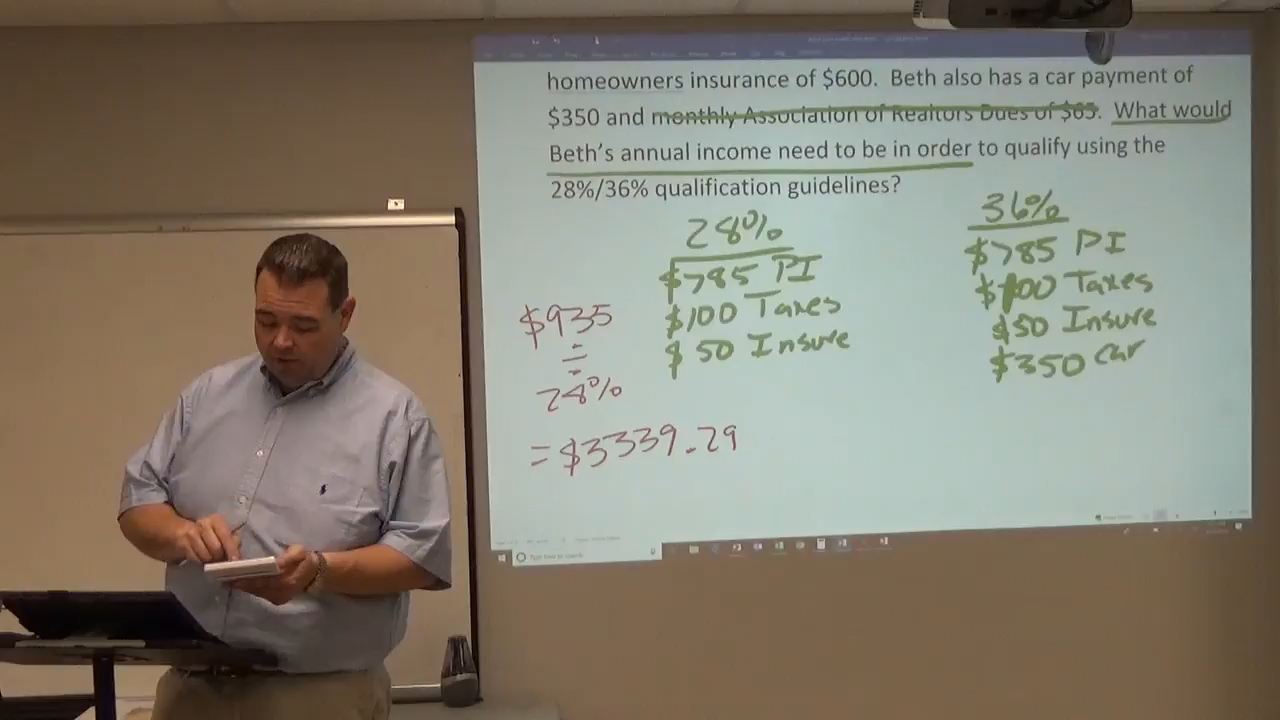 homeowners insurance of $600. Beth also has a car payment of
$350 and monthly Association of Realtors Dues of $65. What would
Beth's annual income need to be in order to qualify using the
28%/36% qualification guidelines?
28%
$785 PI
$100 Taxes
$50 Insure
$935
÷
28%
= $3339.29
36%
$785 PI
$100 Taxes
$50 Insure
$350 Car